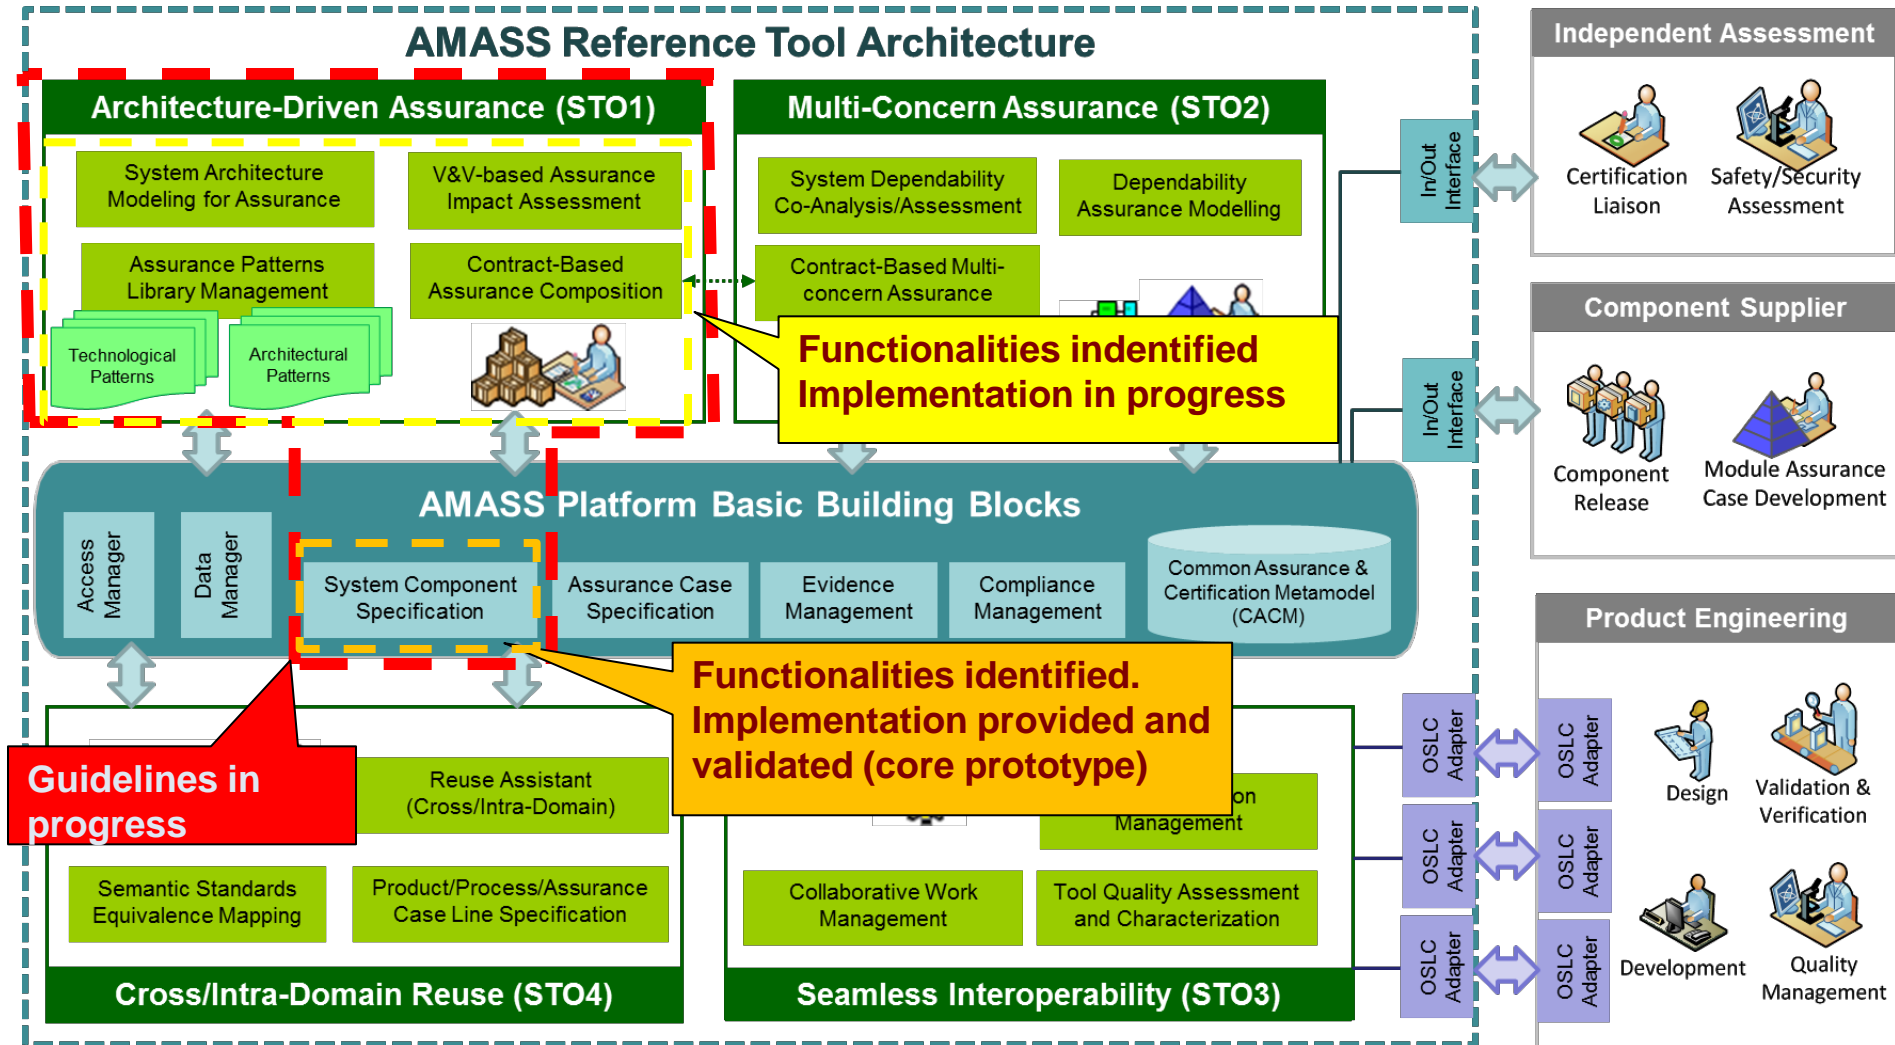 AMASS Reference Tool Architecture
Architecture-Driven Assurance (STO1)
System Architecture
Modeling for Assurance
V&V-based Assurance
Impact Assessment
Assurance Patterns
Library Management
Contract-Based
Assurance Composition
Technological
Patterns
Architectural
Patterns
Multi-Concern Assurance (STO2)
System Dependability
Co-Analysis/Assessment
Dependability
Assurance Modelling
Contract-Based Multi-
concern Assurance
Functionalities indentified
Implementation in progress
In/Out
Interface
In/Out
Interface
Independent Assessment
Certification
Liaison
Safety/Security
Assessment
Component Supplier
Component
Release
Module Assurance
Case Development
AMASS Platform Basic Building Blocks
Access
Manager
Data
Manager
System Component
Specification
Assurance Case
Specification
Evidence
Management
Compliance
Management
Common Assurance &
Certification Metamodel
(CACM)
Functionalities identified.
Implementation provided and
validated (core prototype)
Guidelines in
progress
Reuse Assistant
(Cross/Intra-Domain)
Semantic Standards
Equivalence Mapping
Product/Process/Assurance
Case Line Specification
Cross/Intra-Domain Reuse (STO4)
on
Management
Collaborative Work
Management
Tool Quality Assessment
and Characterization
Seamless Interoperability (STO3)
OSLC
Adapter
OSLC
Adapter
OSLC
Adapter
OSLC
Adapter
OSLC
Adapter
OSLC
Adapter
Product Engineering
Design
Validation &
Verification
Development
Quality
Management